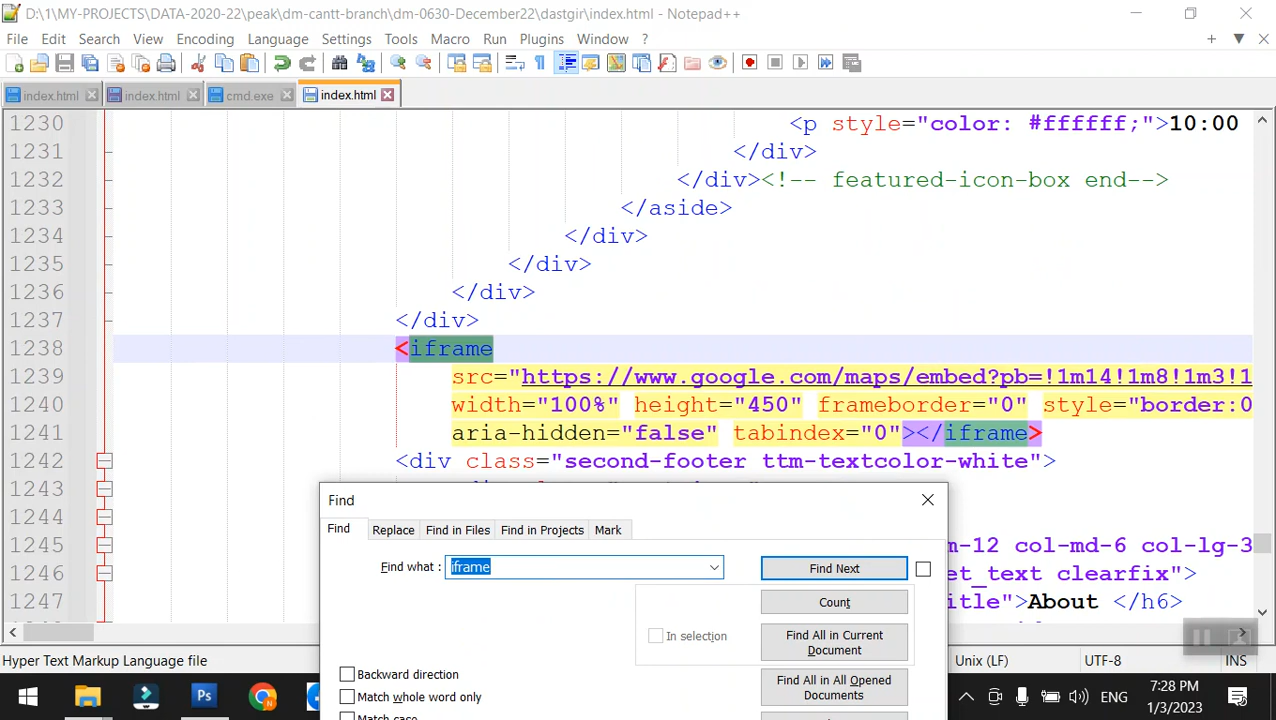 D:\1\MY-PROJECTS\DATA-2020-22\peak\dm-cantt-branch\dm-0630-December22\dastgir\index.html - Notepad++
File Edit Search View Encoding Language Settings Tools Macro Run Plugins Window ?
index.html index.html cmd.exe index.html
1230 <p style="color: #ffffff;">10:00
1231 </div>
1232 </div><!-- featured-icon-box end-->
1233 </aside>
1234 </div>
1235 </div>
1236 </div>
1237 </div>
1238 <iframe
1239 src="https://www.google.com/maps/embed?pb=!1m14!1m8!1m3!1
1240 width="100%" height="450" frameborder="0" style="border:0
1241 aria-hidden="false" tabindex="0"></iframe>
1242 <div class="second-footer ttm-textcolor-white">
1243
1244
1245 m-12 col-md-6 col-lg-3
1246 et_text clearfix">
1247 itle">About </h6>
Find
Find Replace Find in Files Find in Projects Mark
Find what : iframe Find Next
Count
In selection
Find All in Current Document
Backward direction
Find All in All Opened Documents
Match whole word only
Match case
Hyper Text Markup Language file Unix (LF) UTF-8 INS
Ps ENG 7:28 PM
1/3/2023